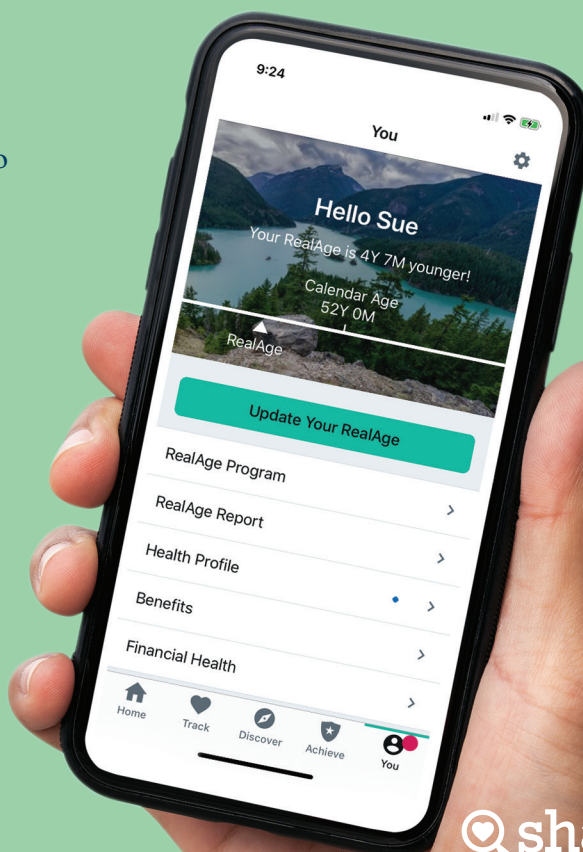 9:24
You
Hello Sue
Your RealAge is 4Y 7M younger!
Calendar Age
52Y 0M
RealAge
Update Your RealAge
RealAge Program
RealAge Report
Health Profile
Benefits
Financial Health
Home Track Discover Achieve You